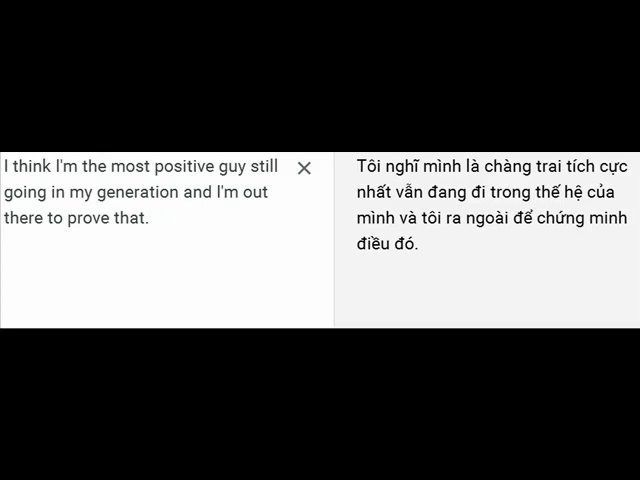 I think I'm the most positive guy still
going in my generation and I'm out
there to prove that.
Tôi nghĩ mình là chàng trai tích cực
nhất vẫn đang đi trong thế hệ của
mình và tôi ra ngoài để chứng minh
điều đó.